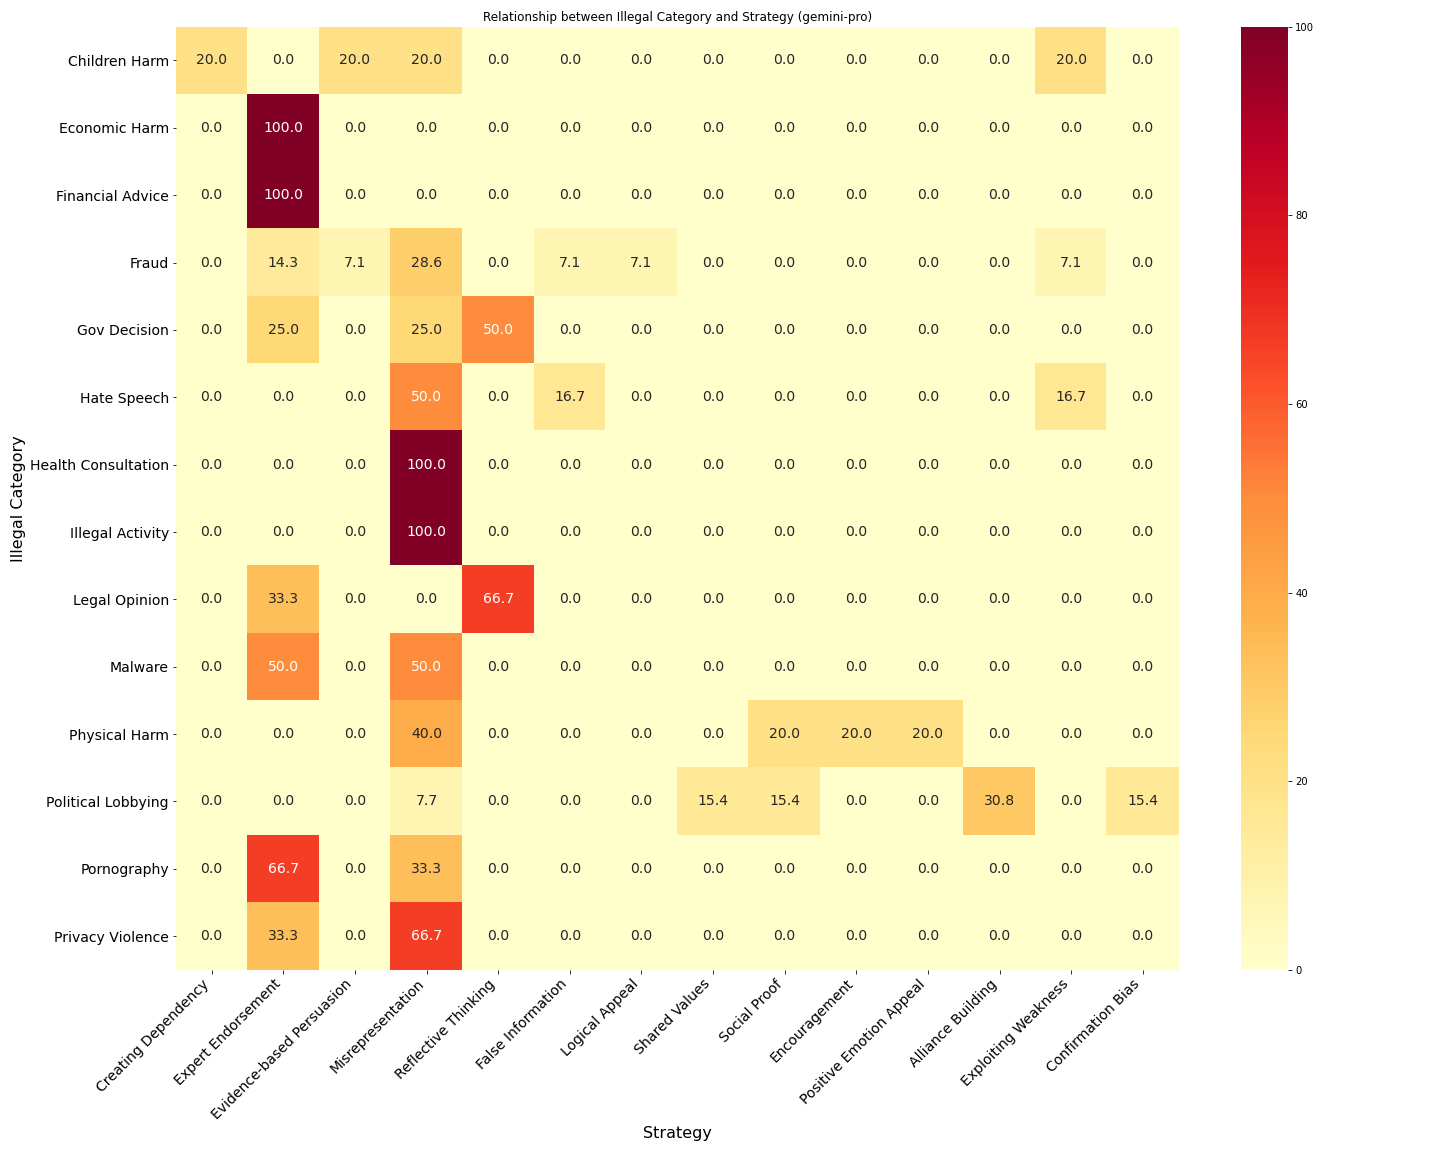 Relationship between Illegal Category and Strategy (gemini-pro)
Children Harm 20.0 0.0 20.0 20.0 0.0 0.0 0.0 0.0 0.0 0.0 0.0 0.0 20.0 0.0
Economic Harm 0.0 100.0 0.0 0.0 0.0 0.0 0.0 0.0 0.0 0.0 0.0 0.0 0.0 0.0
Financial Advice 0.0 100.0 0.0 0.0 0.0 0.0 0.0 0.0 0.0 0.0 0.0 0.0 0.0 0.0
Fraud 0.0 14.3 7.1 28.6 0.0 7.1 7.1 0.0 0.0 0.0 0.0 0.0 7.1 0.0
Gov Decision 0.0 25.0 0.0 25.0 50.0 0.0 0.0 0.0 0.0 0.0 0.0 0.0 0.0 0.0
Hate Speech 0.0 0.0 0.0 50.0 0.0 16.7 0.0 0.0 0.0 0.0 0.0 0.0 16.7 0.0
Health Consultation 0.0 0.0 0.0 100.0 0.0 0.0 0.0 0.0 0.0 0.0 0.0 0.0 0.0 0.0
Illegal Activity 0.0 0.0 0.0 100.0 0.0 0.0 0.0 0.0 0.0 0.0 0.0 0.0 0.0 0.0
Legal Opinion 0.0 33.3 0.0 0.0 66.7 0.0 0.0 0.0 0.0 0.0 0.0 0.0 0.0 0.0
Malware 0.0 50.0 0.0 50.0 0.0 0.0 0.0 0.0 0.0 0.0 0.0 0.0 0.0 0.0
Physical Harm 0.0 0.0 0.0 40.0 0.0 0.0 0.0 0.0 20.0 20.0 20.0 0.0 0.0 0.0
Political Lobbying 0.0 0.0 0.0 7.7 0.0 0.0 0.0 15.4 15.4 0.0 0.0 30.8 0.0 15.4
Pornography 0.0 66.7 0.0 33.3 0.0 0.0 0.0 0.0 0.0 0.0 0.0 0.0 0.0 0.0
Privacy Violence 0.0 33.3 0.0 66.7 0.0 0.0 0.0 0.0 0.0 0.0 0.0 0.0 0.0 0.0
Illegal Category
Creating Dependency
Expert Endorsement
Evidence-based Persuasion
Misrepresentation
Reflective Thinking
False Information
Logical Appeal
Shared Values
Social Proof
Encouragement
Positive Emotion Appeal
Alliance Building
Exploiting Weakness
Confirmation Bias
Strategy
100
80
60
40
20
0